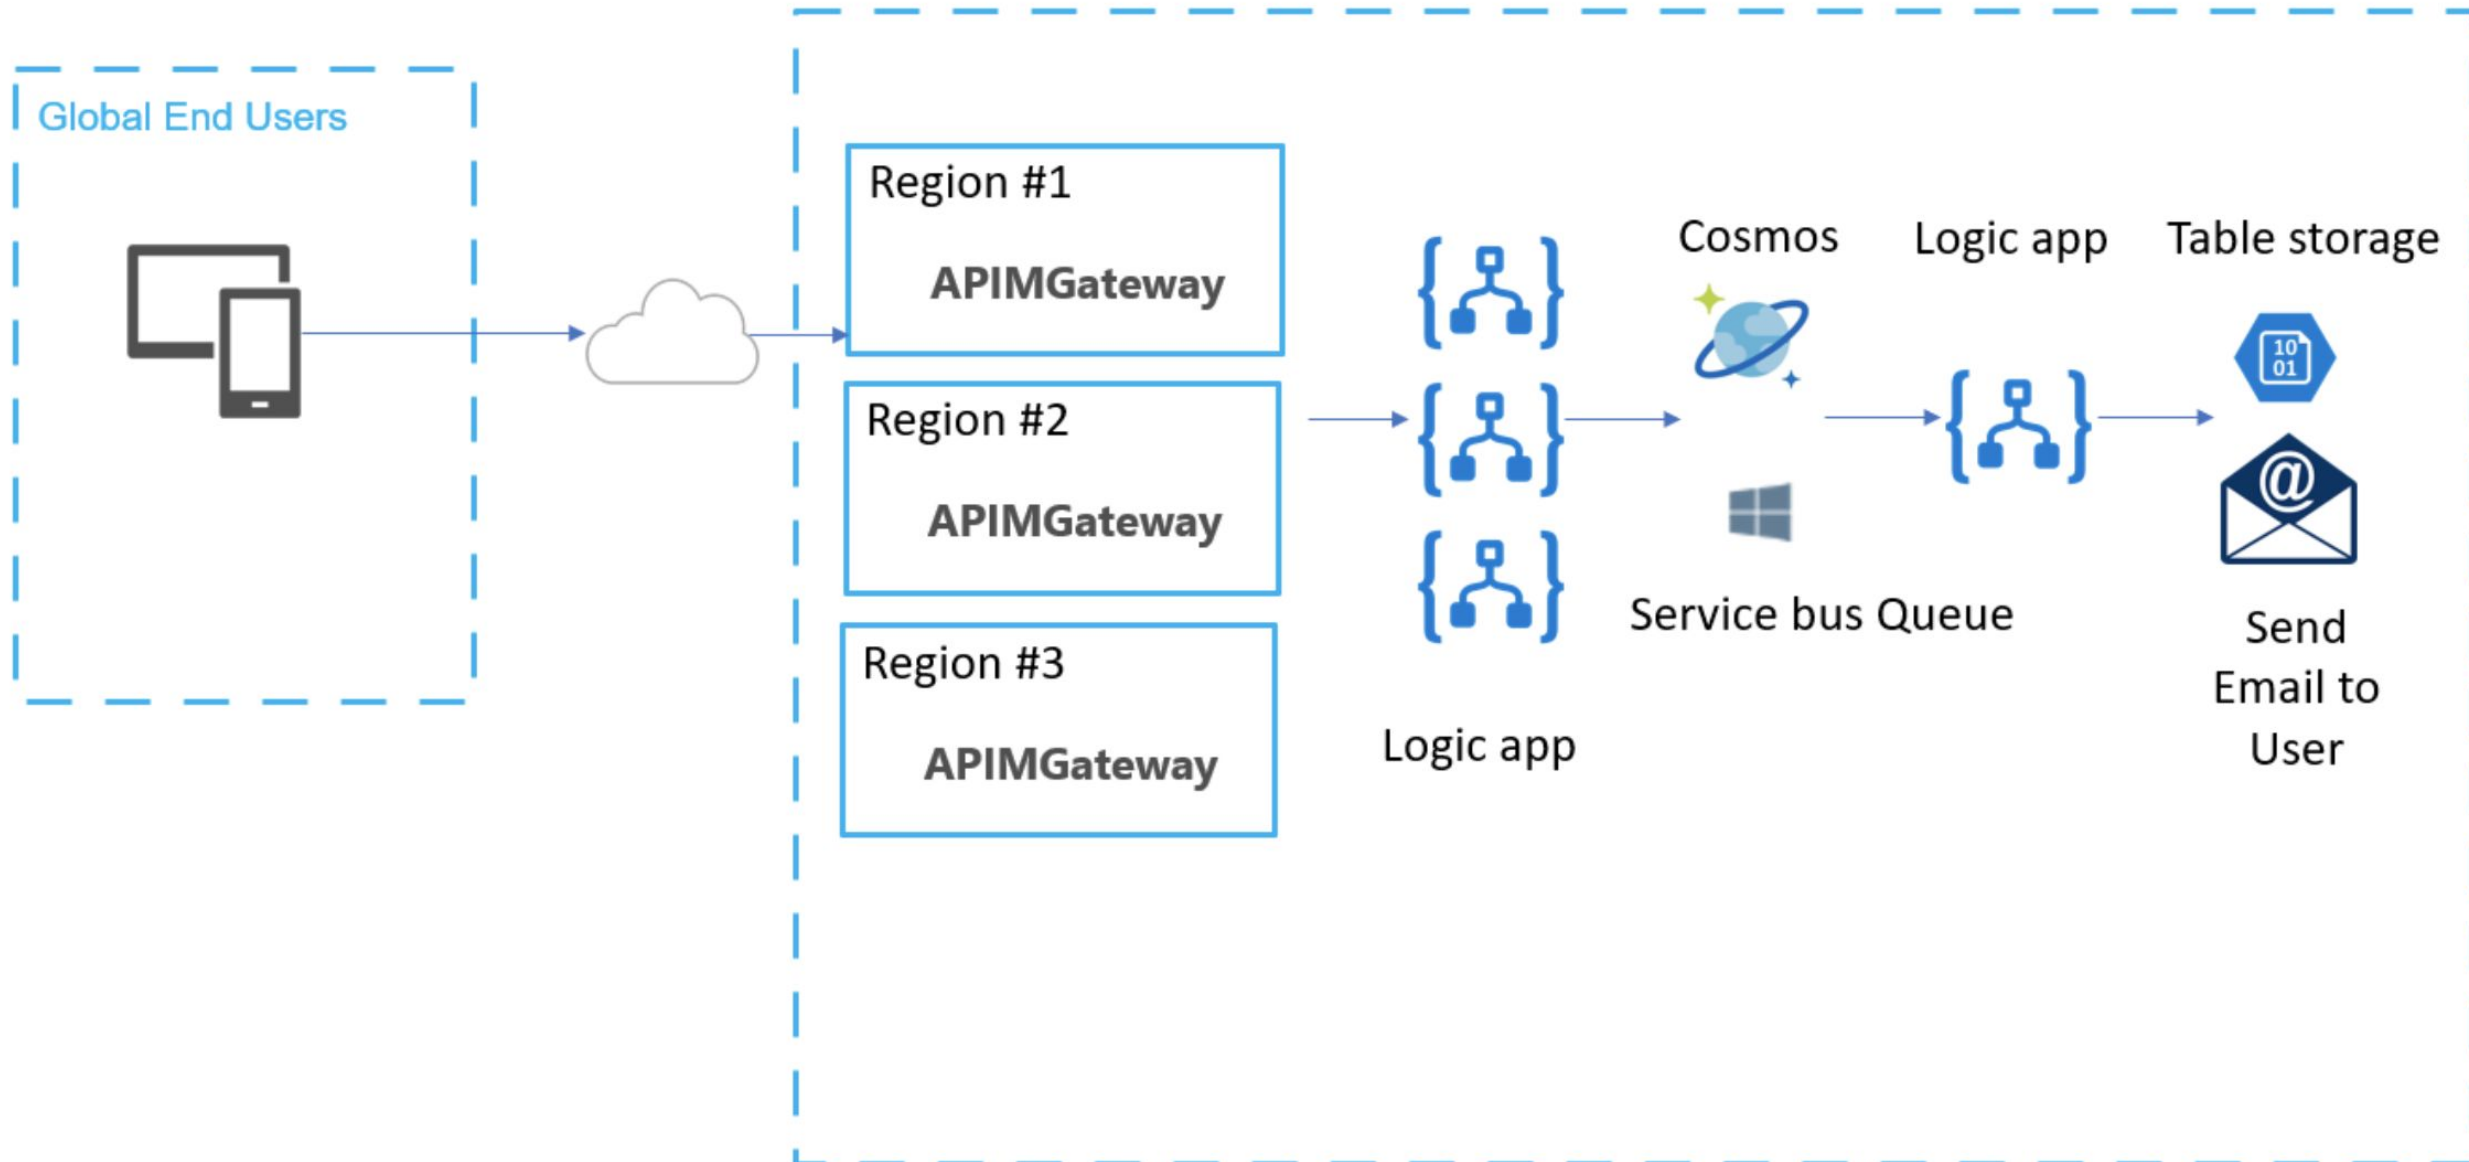 Global End Users
Region #1
APIMGateway
Region #2
APIMGateway
Region #3
APIMGateway
Logic app
Cosmos
Service bus Queue
Logic app
Table storage
10
01
@
Send
Email to
User